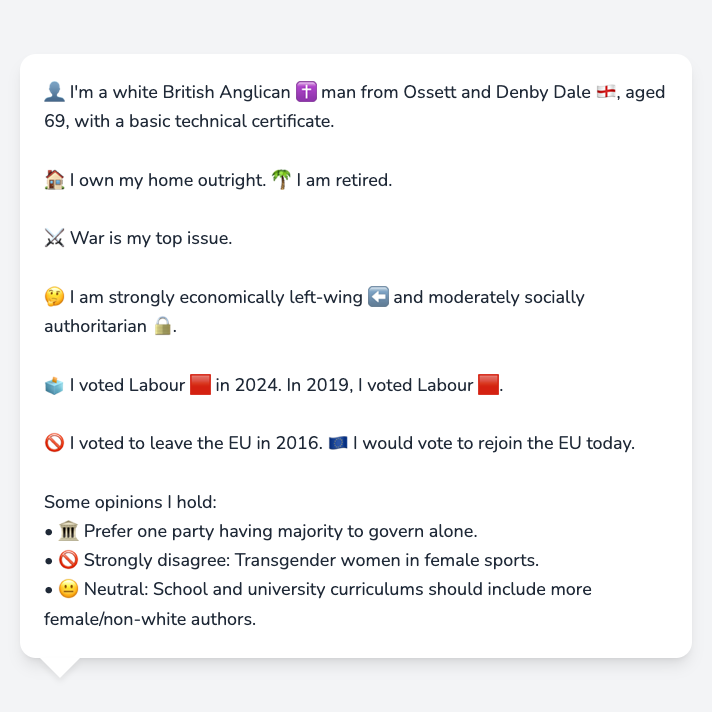 👤 I'm a white British Anglican ✝️ man from Ossett and Denby Dale 🏴󠁧󠁢󠁥󠁮󠁧󠁿, aged
69, with a basic technical certificate.
🏠 I own my home outright. 🌴 I am retired.
⚔️ War is my top issue.
🤔 I am strongly economically left-wing ⬅️ and moderately socially
authoritarian 🔒.
🗳️ I voted Labour 🟥 in 2024. In 2019, I voted Labour 🟥.
🚫 I voted to leave the EU in 2016. 🇪🇺 I would vote to rejoin the EU today.
Some opinions I hold:
• 🏛️ Prefer one party having majority to govern alone.
• 🚫 Strongly disagree: Transgender women in female sports.
• 😐 Neutral: School and university curriculums should include more
female/non-white authors.